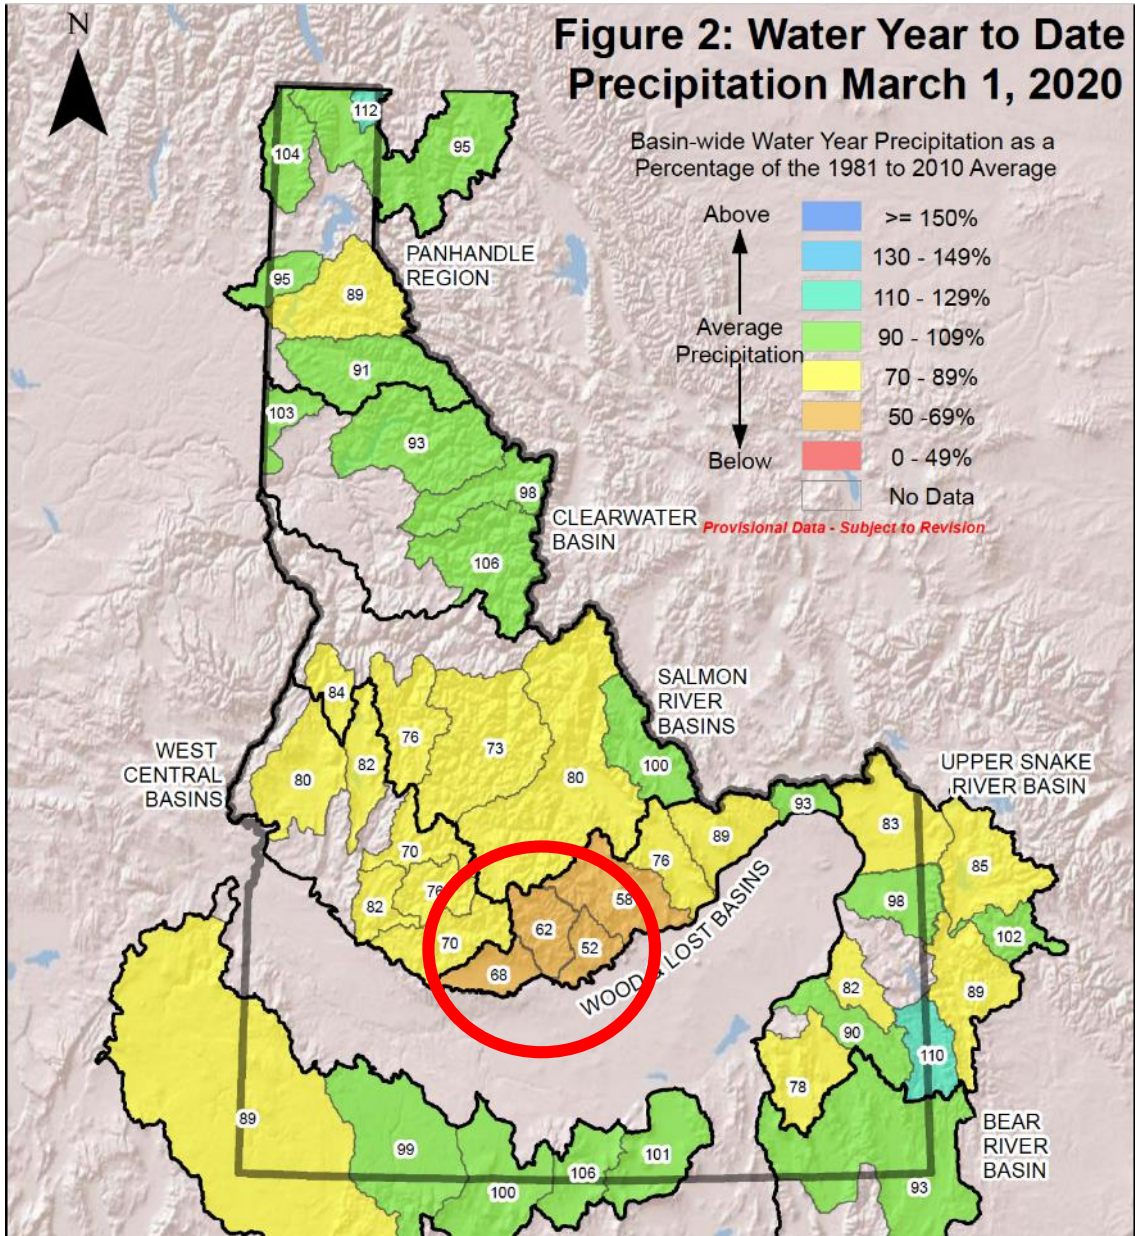 N
Figure 2: Water Year to Date
Precipitation March 1, 2020
Basin-wide Water Year Precipitation as a
Percentage of the 1981 to 2010 Average
Above
Average
Precipitation
Below
>= 150%
130 - 149%
110 - 129%
90 - 109%
70 - 89%
50 -69%
0 - 49%
No Data
Provisional Data - Subject to Revision
112
104
95
PANHANDLE
REGION
95
89
91
103
93
98
CLEARWATER
BASIN
106
SALMON
RIVER
BASINS
84
76
73
WEST
CENTRAL
BASINS
80
82
80
100
UPPER SNAKE
RIVER BASIN
93
83
89
85
70
76
76
82
58
98
62
70
52
68
WOOD & LOST BASINS
102
82
89
90
110
78
89
99
100
106
101
BEAR
RIVER
BASIN
93